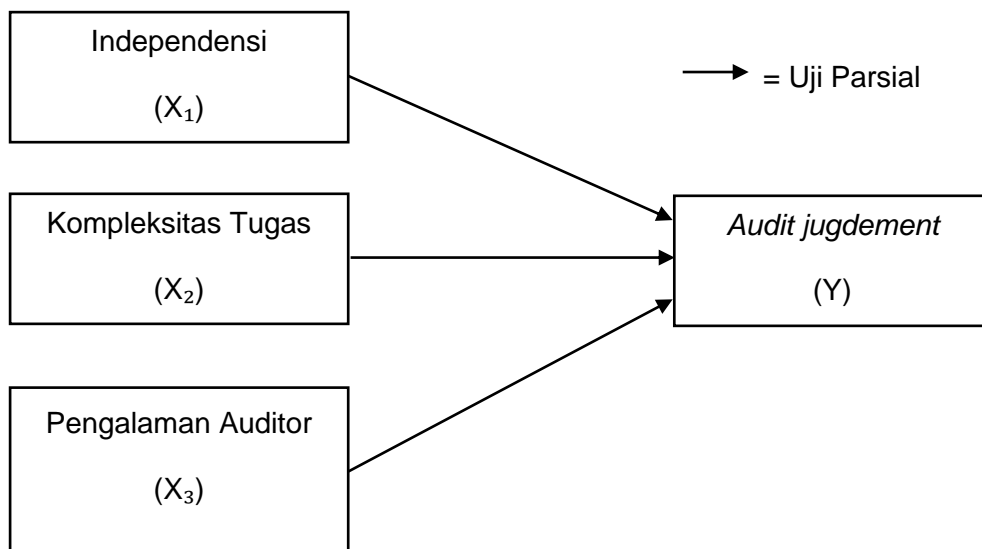 Independensi
(X₁)
= Uji Parsial
Kompleksitas Tugas
(X₂)
Audit jugdement
(Y)
Pengalaman Auditor
(X₃)